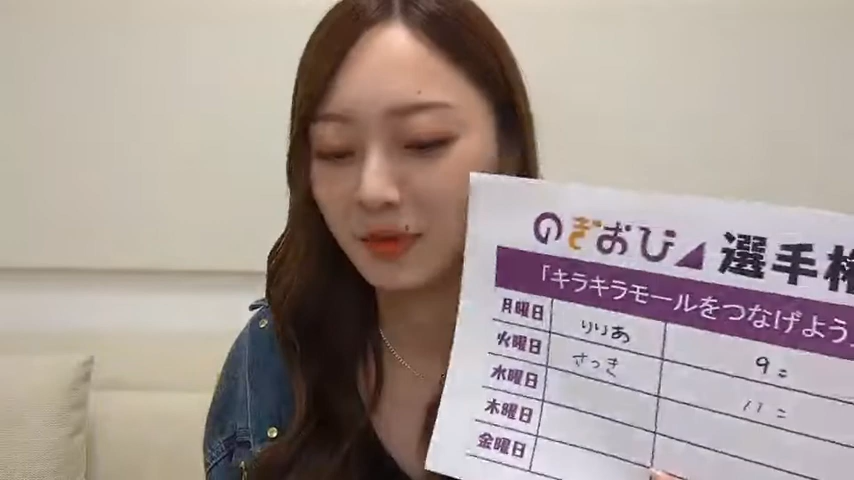 のぎおび 選手権
「キラキラモールをつなげよう」
月曜日 りりあ 9こ
火曜日 さつき 11こ
水曜日
木曜日
金曜日